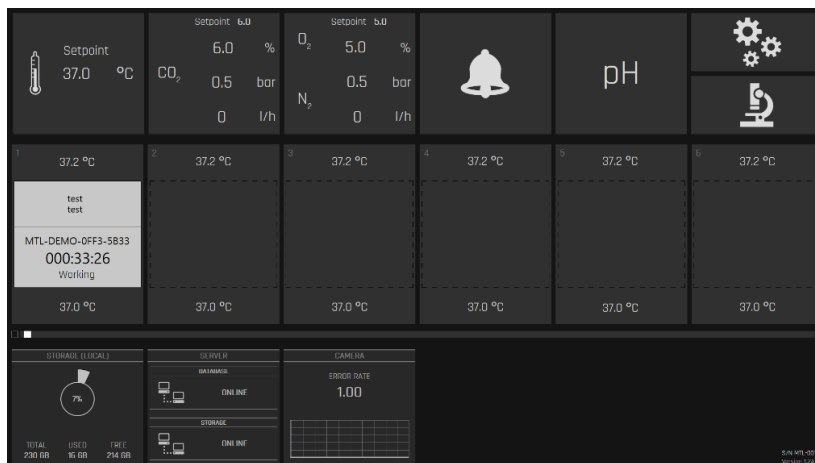 Setpoint
37.0 °C
Setpoint 6.0
CO2
6.0 %
0.5 bar
0 l/h
Setpoint 5.0
O2
5.0 %
0.5 bar
N2
0 l/h
pH
1 37.2 °C
2 37.2 °C
3 37.2 °C
4 37.2 °C
5 37.2 °C
6 37.2 °C
test
test
MTL-DEMO-0FF3-5B33
000:33:26
Working
37.0 °C
37.0 °C
37.0 °C
37.0 °C
37.0 °C
37.0 °C
STORAGE (LOCAL)
7%
TOTAL USED FREE
230 GB 16 GB 214 GB
SERVER
DATABASE
ONLINE
STORAGE
ONLINE
CAMERA
ERROR RATE
1.00
S/N MTL-00
Version